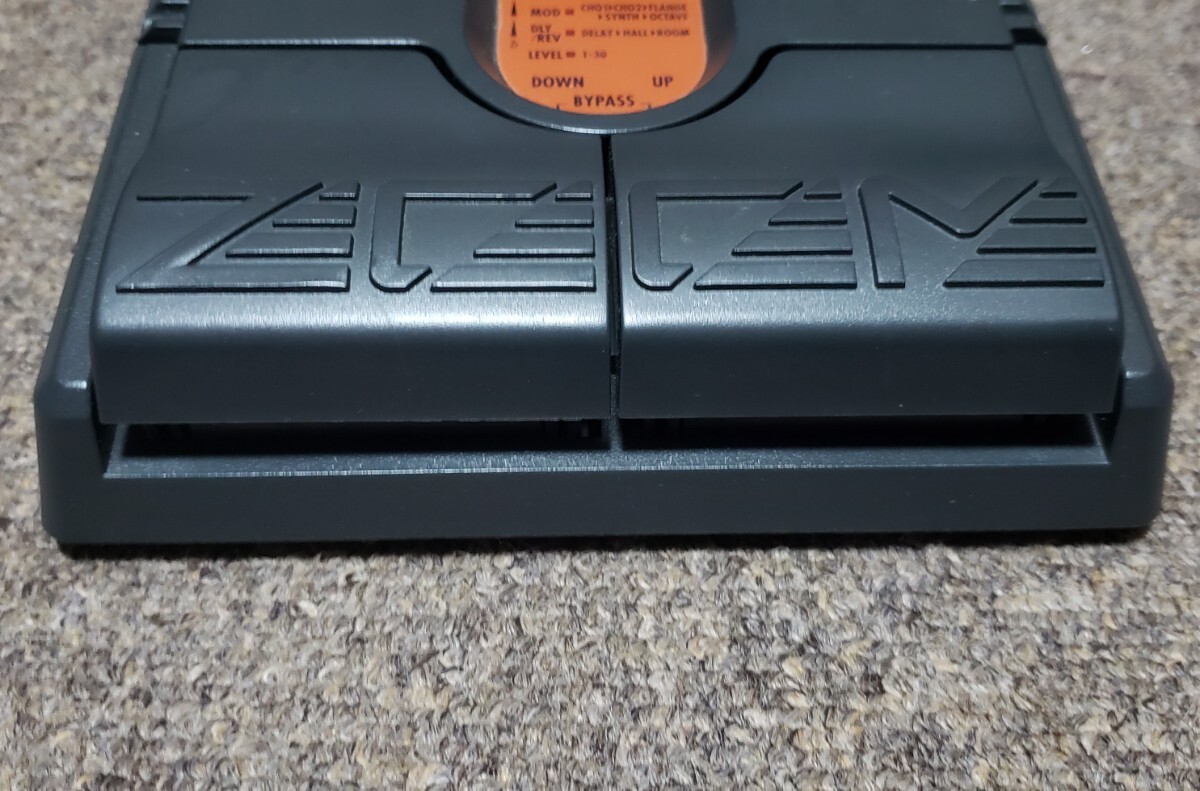 MOD CHO1 CHO2 FLANGE
SYNTH OCTAVE
DLY
/REV DELAY HALL ROOM
LEVEL 1-30
DOWN UP
BYPASS
ZOOM